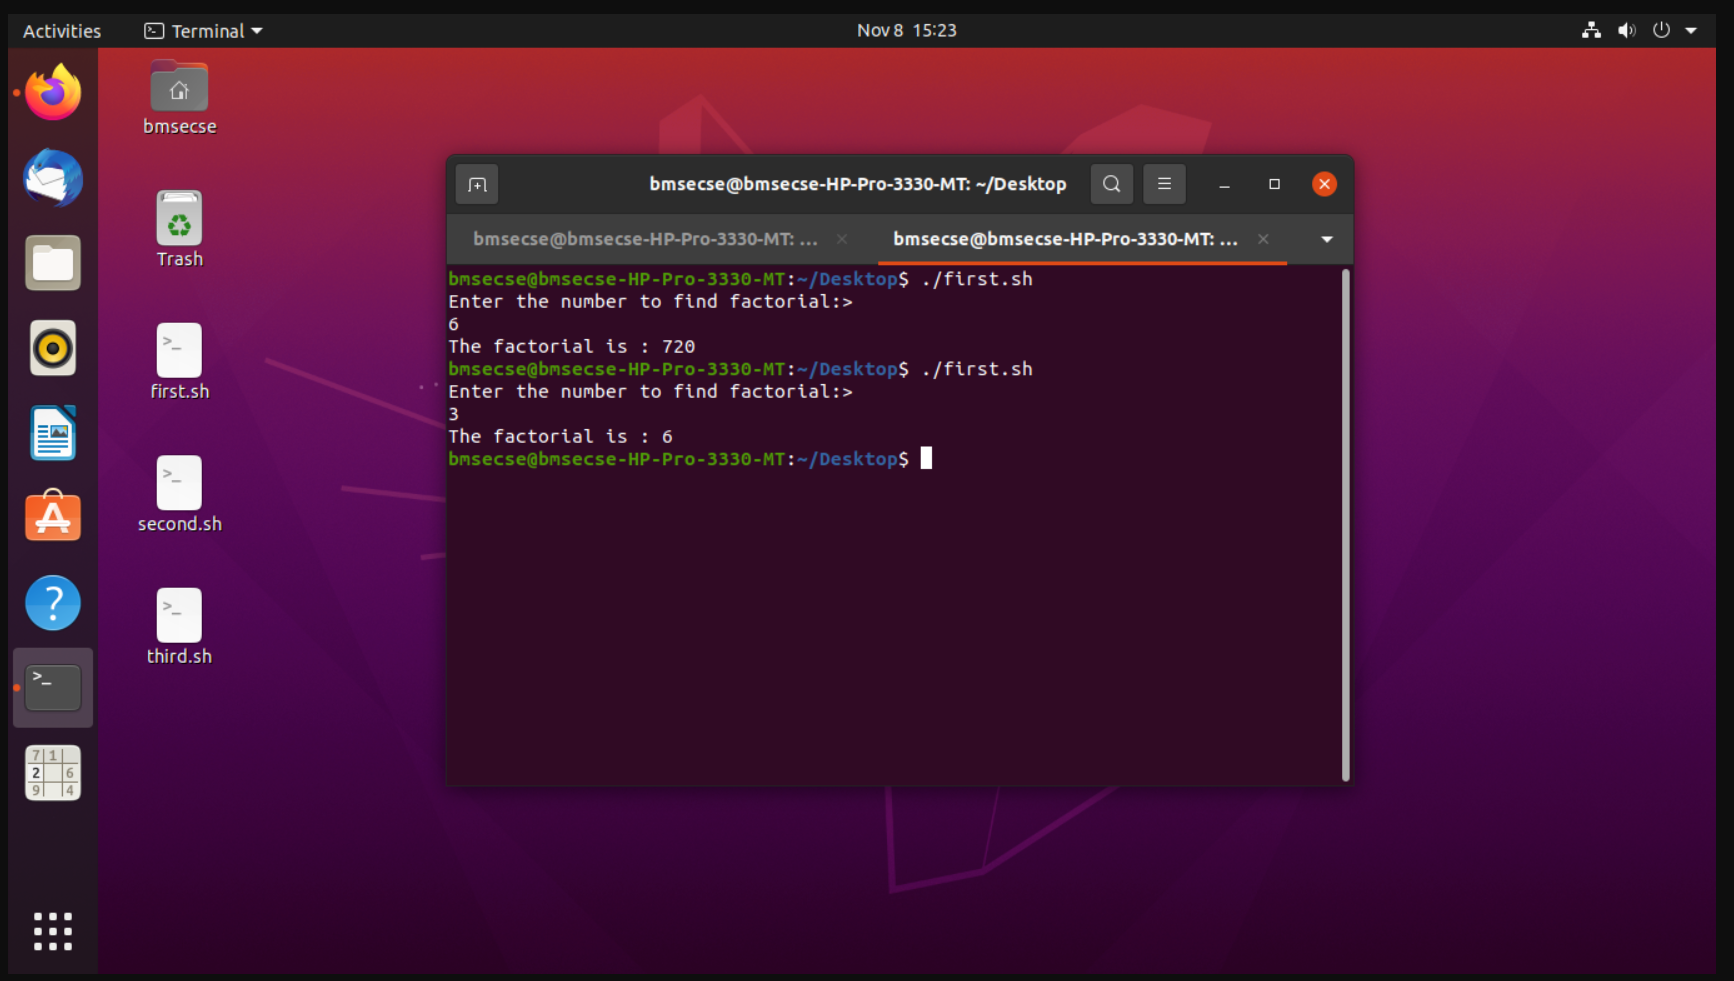 Activities
Terminal
Nov 8 15:23
bmsecse
Trash
first.sh
second.sh
third.sh
bmsecse@bmsecse-HP-Pro-3330-MT: ~/Desktop
bmsecse@bmsecse-HP-Pro-3330-MT: ...
bmsecse@bmsecse-HP-Pro-3330-MT: ...
bmsecse@bmsecse-HP-Pro-3330-MT:~/Desktop$ ./first.sh
Enter the number to find factorial:>
6
The factorial is : 720
bmsecse@bmsecse-HP-Pro-3330-MT:~/Desktop$ ./first.sh
Enter the number to find factorial:>
3
The factorial is : 6
bmsecse@bmsecse-HP-Pro-3330-MT:~/Desktop$
7 1
2 6
9 4